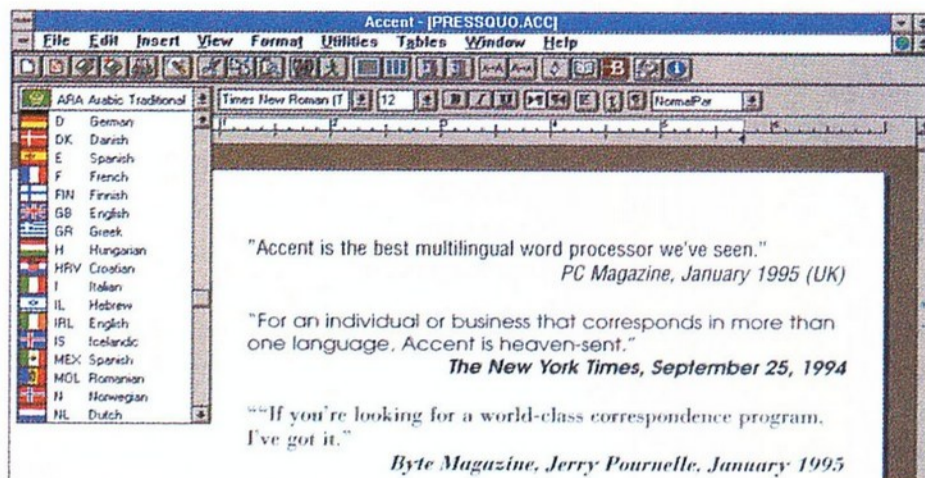 Accent - [PRESSQUO.ACC]
File Edit Insert View Format Utilities Tables Window Help
ARA Arabic Traditional Times New Roman (T 12 B I U NormalPar
D German
DK Danish
E Spanish
F French
FIN Finnish
GB English
GR Greek
H Hungarian
HRV Croatian
I Italian
IL Hebrew
IRL English
IS Icelandic
MEX Spanish
MOL Romanian
N Norwegian
NL Dutch
"Accent is the best multilingual word processor we've seen."
PC Magazine, January 1995 (UK)
"For an individual or business that corresponds in more than
one language, Accent is heaven-sent."
The New York Times, September 25, 1994
""If you're looking for a world-class correspondence program,
I've got it."
Byte Magazine, Jerry Pournelle, January 1995